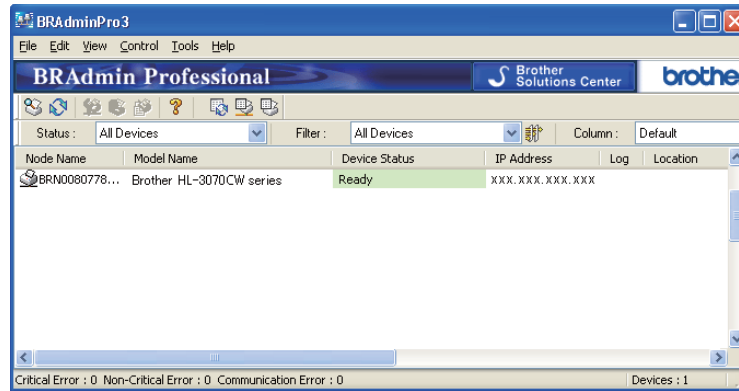 BRAdminPro3
File Edit View Control Tools Help
BRAdmin Professional Brother Solutions Center brothe
Status : All Devices Filter : All Devices Column : Default
Node Name Model Name Device Status IP Address Log Location
BRN0080778... Brother HL-3070CW series Ready XXX.XXX.XXX.XXX
Critical Error : 0 Non-Critical Error : 0 Communication Error : 0 Devices : 1